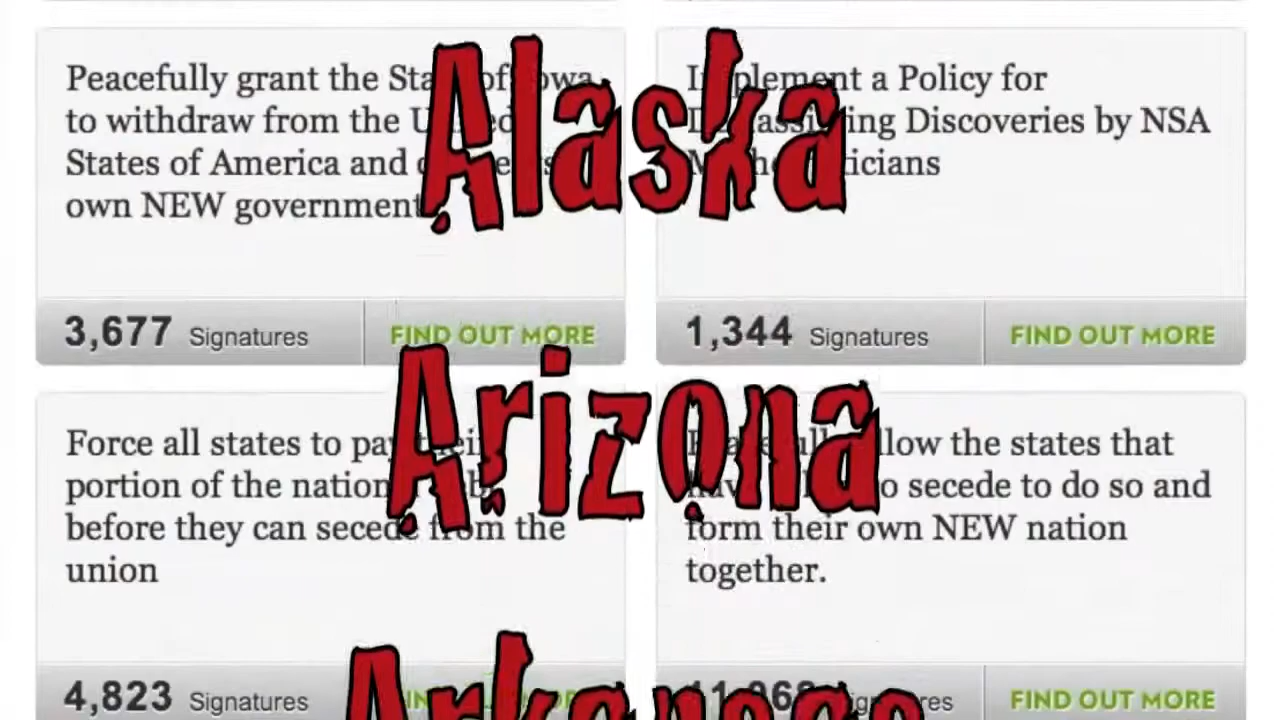 Alaska
Peacefully grant the State of Iowa
to withdraw from the United
States of America and
own NEW government
3,677 Signatures
FIND OUT MORE
Implement a Policy for
Declassifying Discoveries by NSA
Mathematicians
1,344 Signatures
FIND OUT MORE
Arizona
Force all states to pay their
portion of the national debt
before they can secede from the
union
4,823 Signatures
Peacefully allow the states that
to secede to do so and
form their own NEW nation
together.
Signatures
FIND OUT MORE
Arkansas